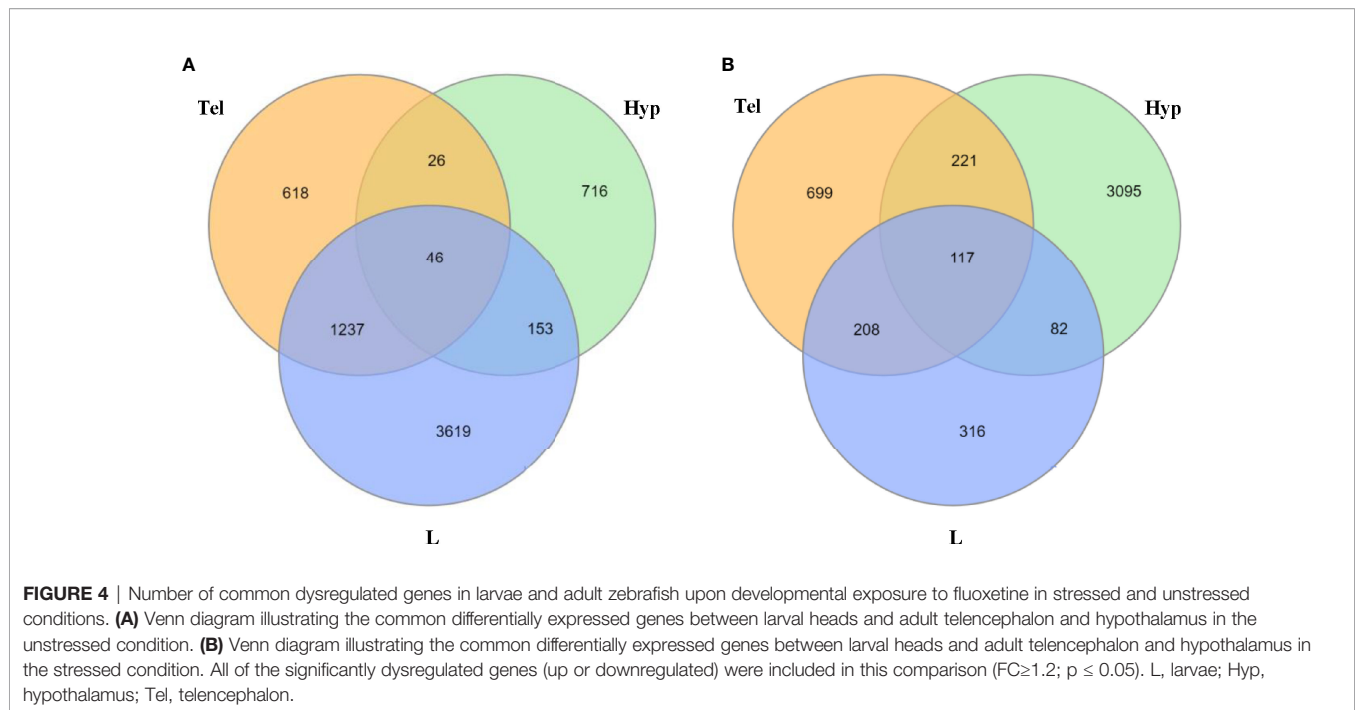 A
B
Tel
Hyp
Tel
Hyp
26
221
618
716
699
3095
46
117
1237
153
208
82
3619
316
L
L
FIGURE 4 | Number of common dysregulated genes in larvae and adult zebrafish upon developmental exposure to fluoxetine in stressed and unstressed
conditions. (A) Venn diagram illustrating the common differentially expressed genes between larval heads and adult telencephalon and hypothalamus in the
unstressed condition. (B) Venn diagram illustrating the common differentially expressed genes between larval heads and adult telencephalon and hypothalamus in
the stressed condition. All of the significantly dysregulated genes (up or downregulated) were included in this comparison (FC≥1.2; p ≤ 0.05). L, larvae; Hyp,
hypothalamus; Tel, telencephalon.